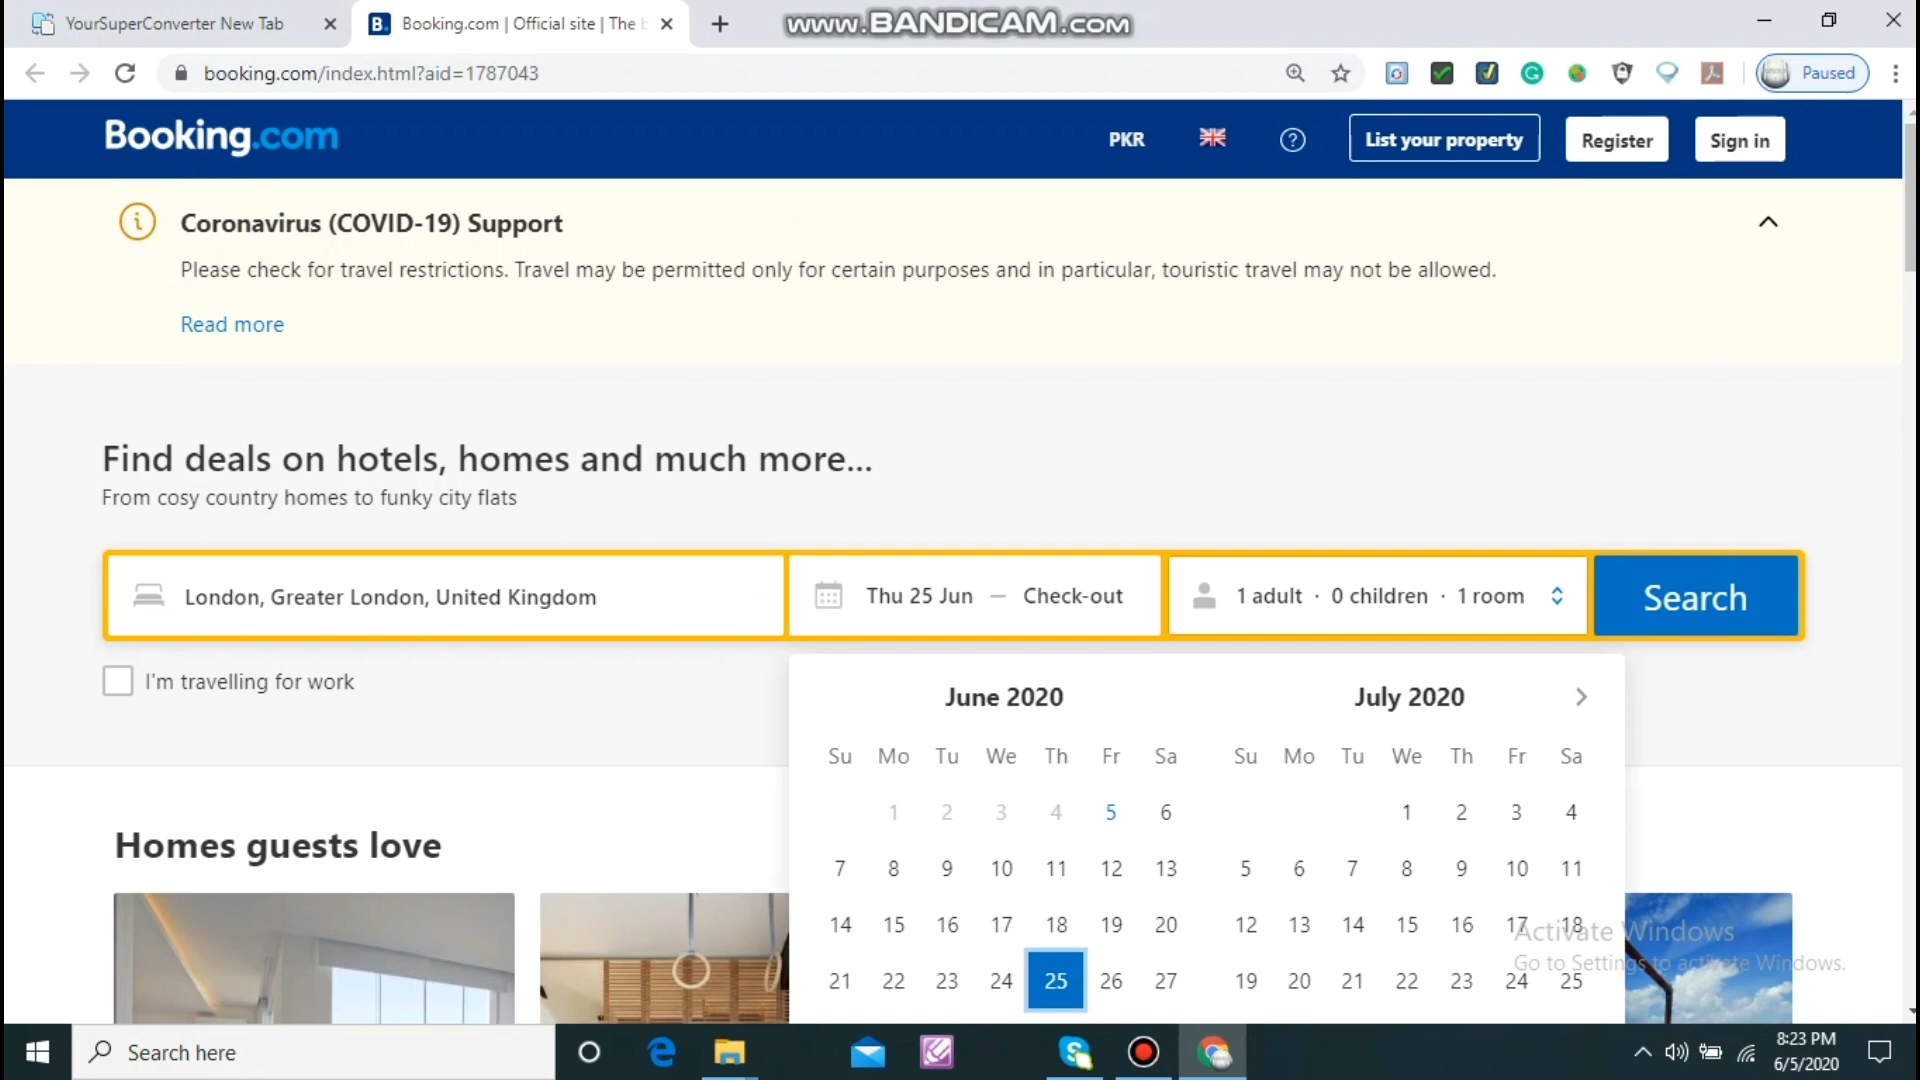 YourSuperConverter New Tab
Booking.com | Official site | The b
www.BANDICAM.com
booking.com/index.html?aid=1787043
Paused
Booking.com
PKR
List your property
Register
Sign in
Coronavirus (COVID-19) Support
Please check for travel restrictions. Travel may be permitted only for certain purposes and in particular, touristic travel may not be allowed.
Read more
Find deals on hotels, homes and much more...
From cosy country homes to funky city flats
London, Greater London, United Kingdom
Thu 25 Jun — Check-out
1 adult · 0 children · 1 room
Search
I'm travelling for work
June 2020
Su Mo Tu We Th Fr Sa
1 2 3 4 5 6
7 8 9 10 11 12 13
14 15 16 17 18 19 20
21 22 23 24 25 26 27
July 2020
Su Mo Tu We Th Fr Sa
1 2 3 4
5 6 7 8 9 10 11
12 13 14 15 16 17 18
19 20 21 22 23 24 25
Homes guests love
Activate Windows
Go to Settings to activate Windows.
Search here
8:23 PM
6/5/2020